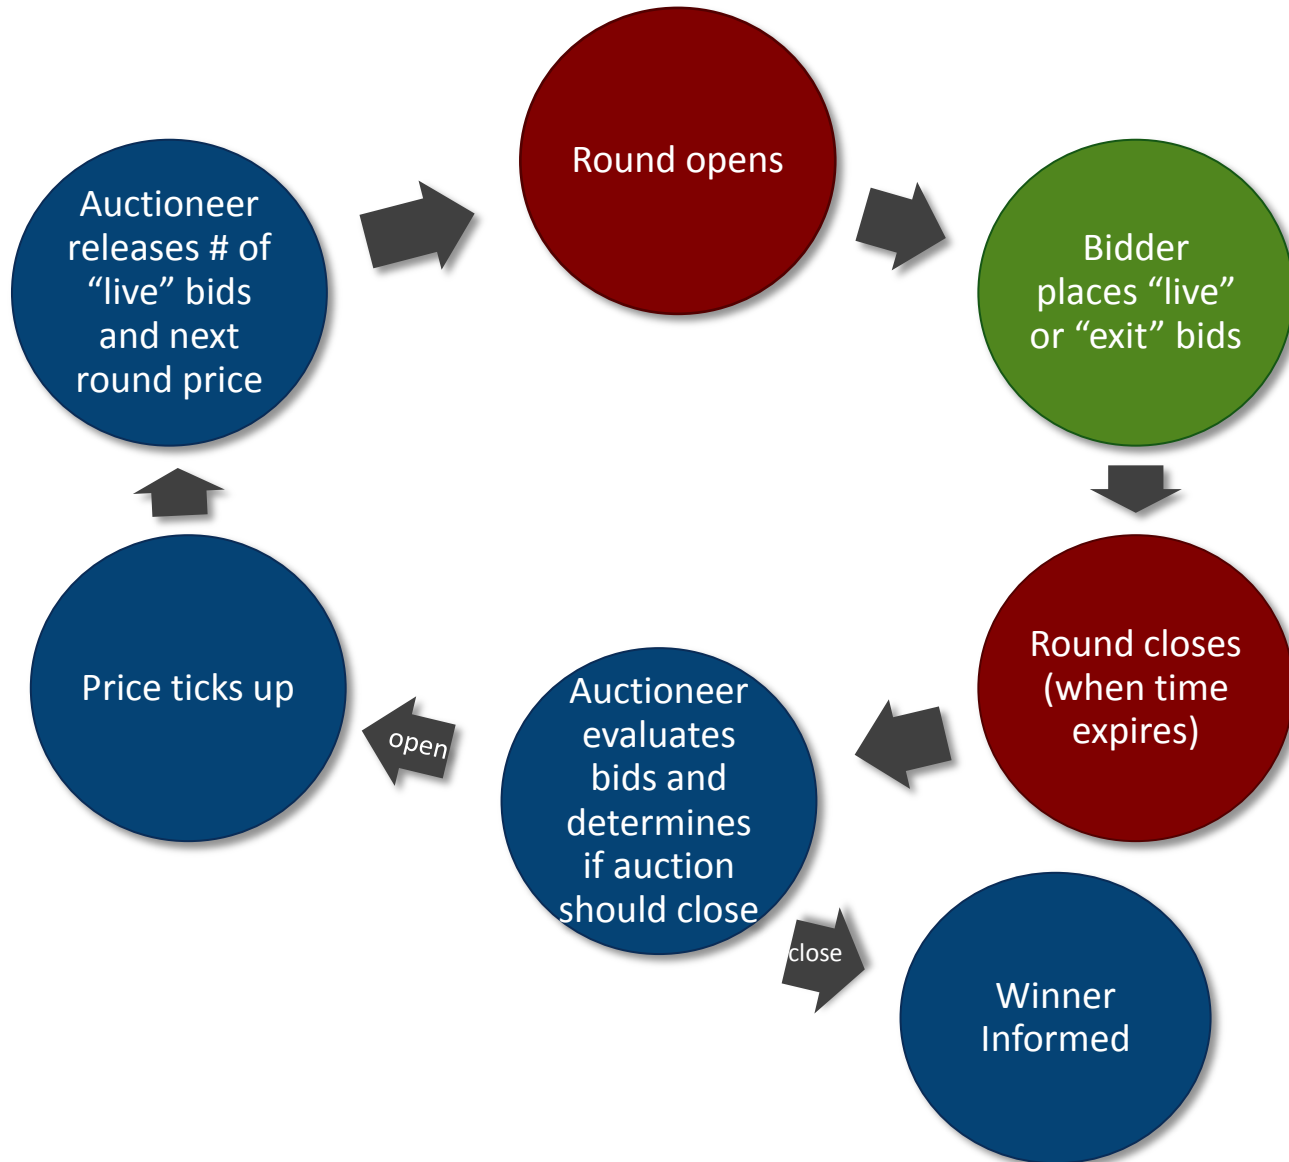 Round opens
Bidder
places “live”
or “exit” bids
Round closes
(when time
expires)
Auctioneer
evaluates
bids and
determines
if auction
should close
close
Winner
Informed
open
Price ticks up
Auctioneer
releases # of
“live” bids
and next
round price